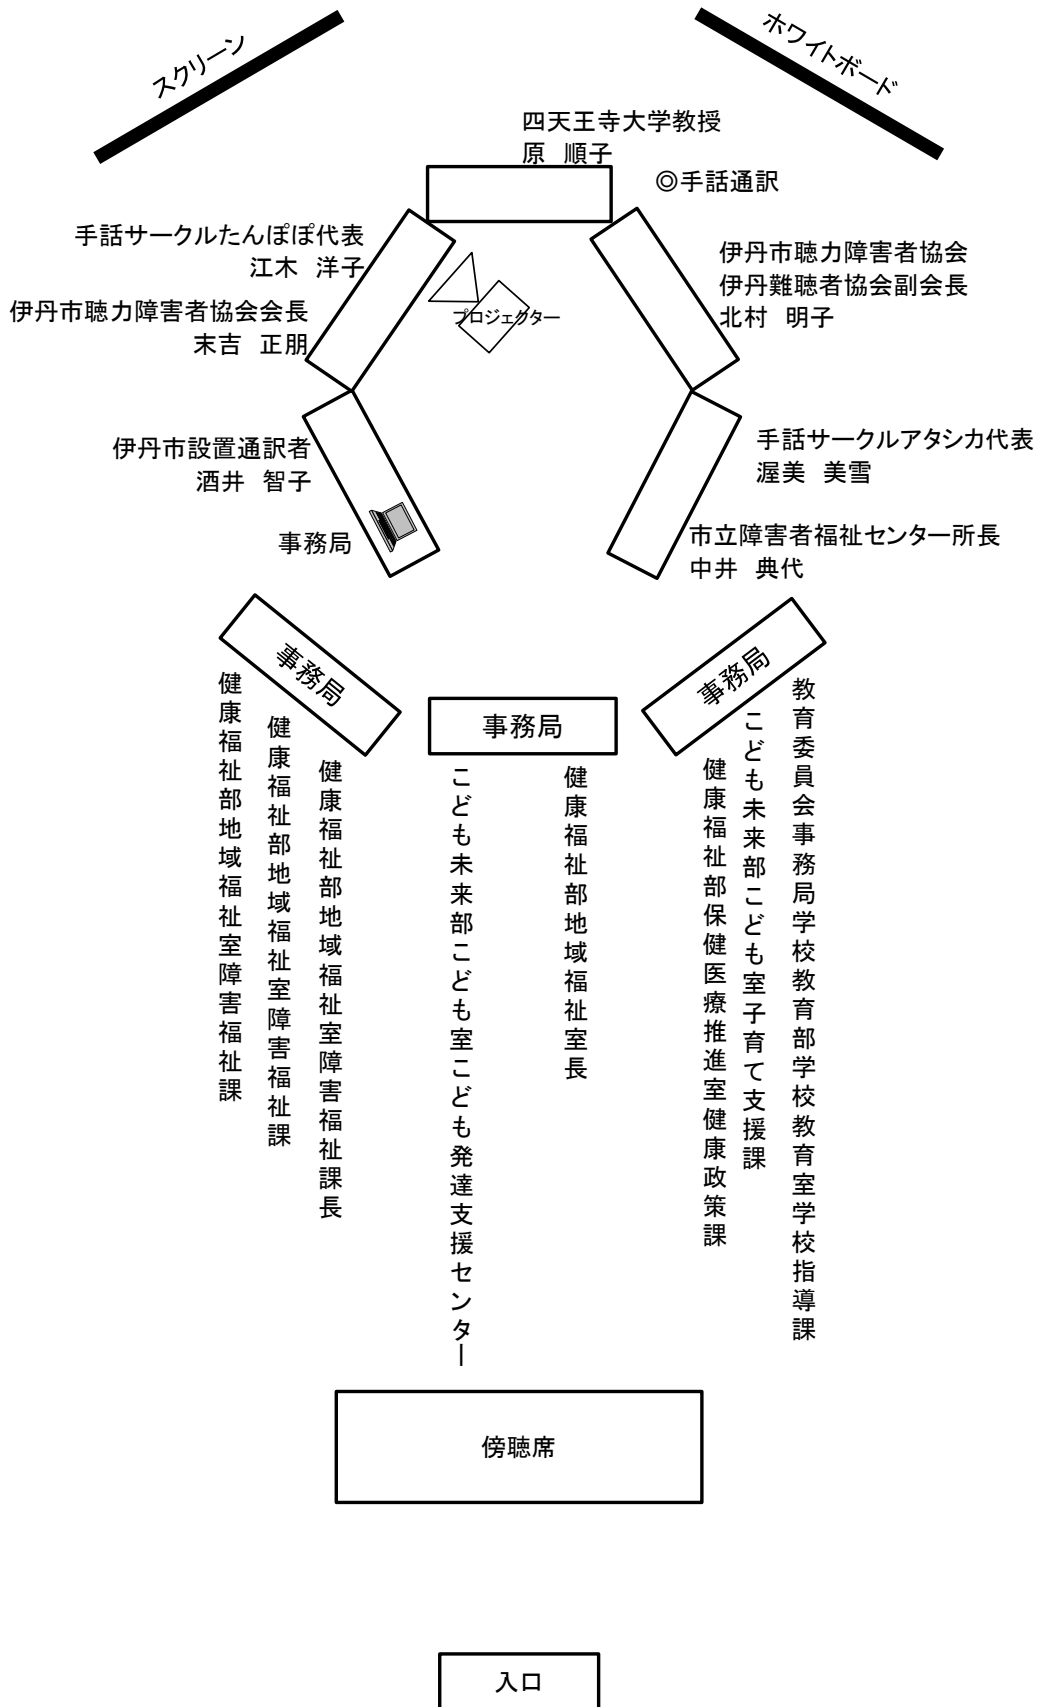 スクリーン
ホワイトボード
四天王寺大学教授
原 順子
◎手話通訳
手話サークルたんぽぽ代表
江木 洋子
伊丹市聴力障害者協会会長
末吉 正朋
プロジェクター
伊丹市聴力障害者協会
伊丹難聴者協会副会長
北村 明子
伊丹市設置通訳者
酒井 智子
事務局
手話サークルアタシカ代表
渥美 美雪
市立障害者福祉センター所長
中井 典代
事務局
健康福祉部地域福祉室障害福祉課
健康福祉部地域福祉室障害福祉課
健康福祉部地域福祉室障害福祉課長
事務局
こども未来部こども室こども発達支援センター
健康福祉部地域福祉室長
事務局
健康福祉部保健医療推進室健康政策課
こども未来部こども室子育て支援課
教育委員会事務局学校教育部学校教育室学校指導課
傍聴席
入口